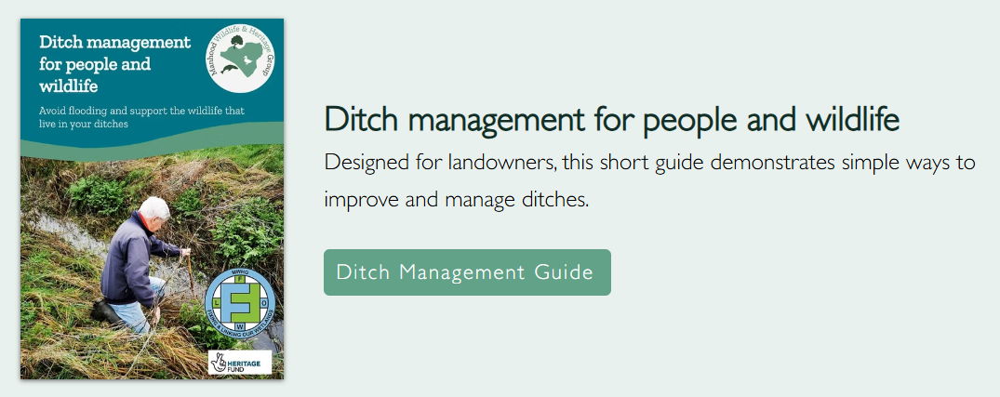 Ditch management
for people and
wildlife
Manhood Wildlife & Heritage Group
Avoid flooding and support the wildlife that
live in your ditches
MWHG
F
L
O
W
FIXING & LINKING OUR WETLANDS
HERITAGE
FUND
Ditch management for people and wildlife
Designed for landowners, this short guide demonstrates simple ways to
improve and manage ditches.
Ditch Management Guide